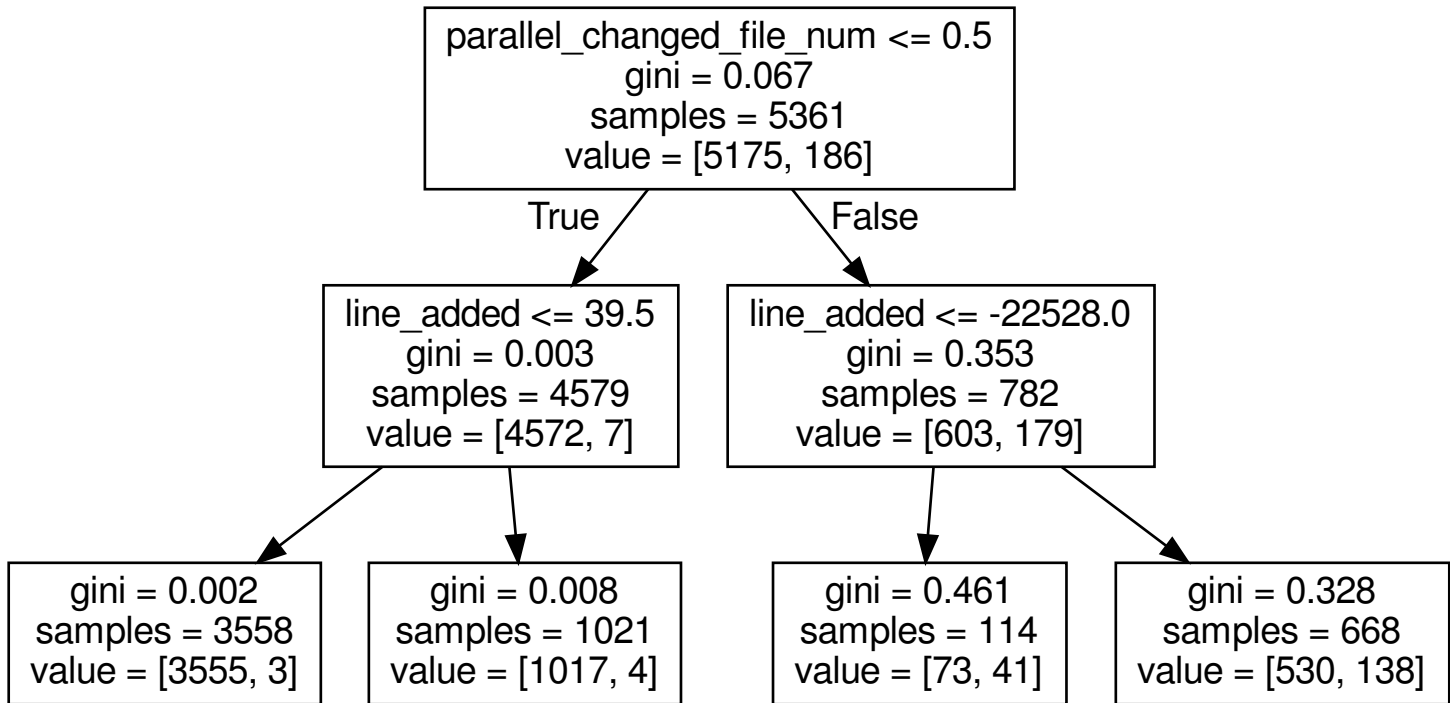 parallel_changed_file_num <= 0.5
gini = 0.067
samples = 5361
value = [5175, 186]
True
False
line_added <= 39.5
gini = 0.003
samples = 4579
value = [4572, 7]
line_added <= -22528.0
gini = 0.353
samples = 782
value = [603, 179]
gini = 0.002
samples = 3558
value = [3555, 3]
gini = 0.008
samples = 1021
value = [1017, 4]
gini = 0.461
samples = 114
value = [73, 41]
gini = 0.328
samples = 668
value = [530, 138]